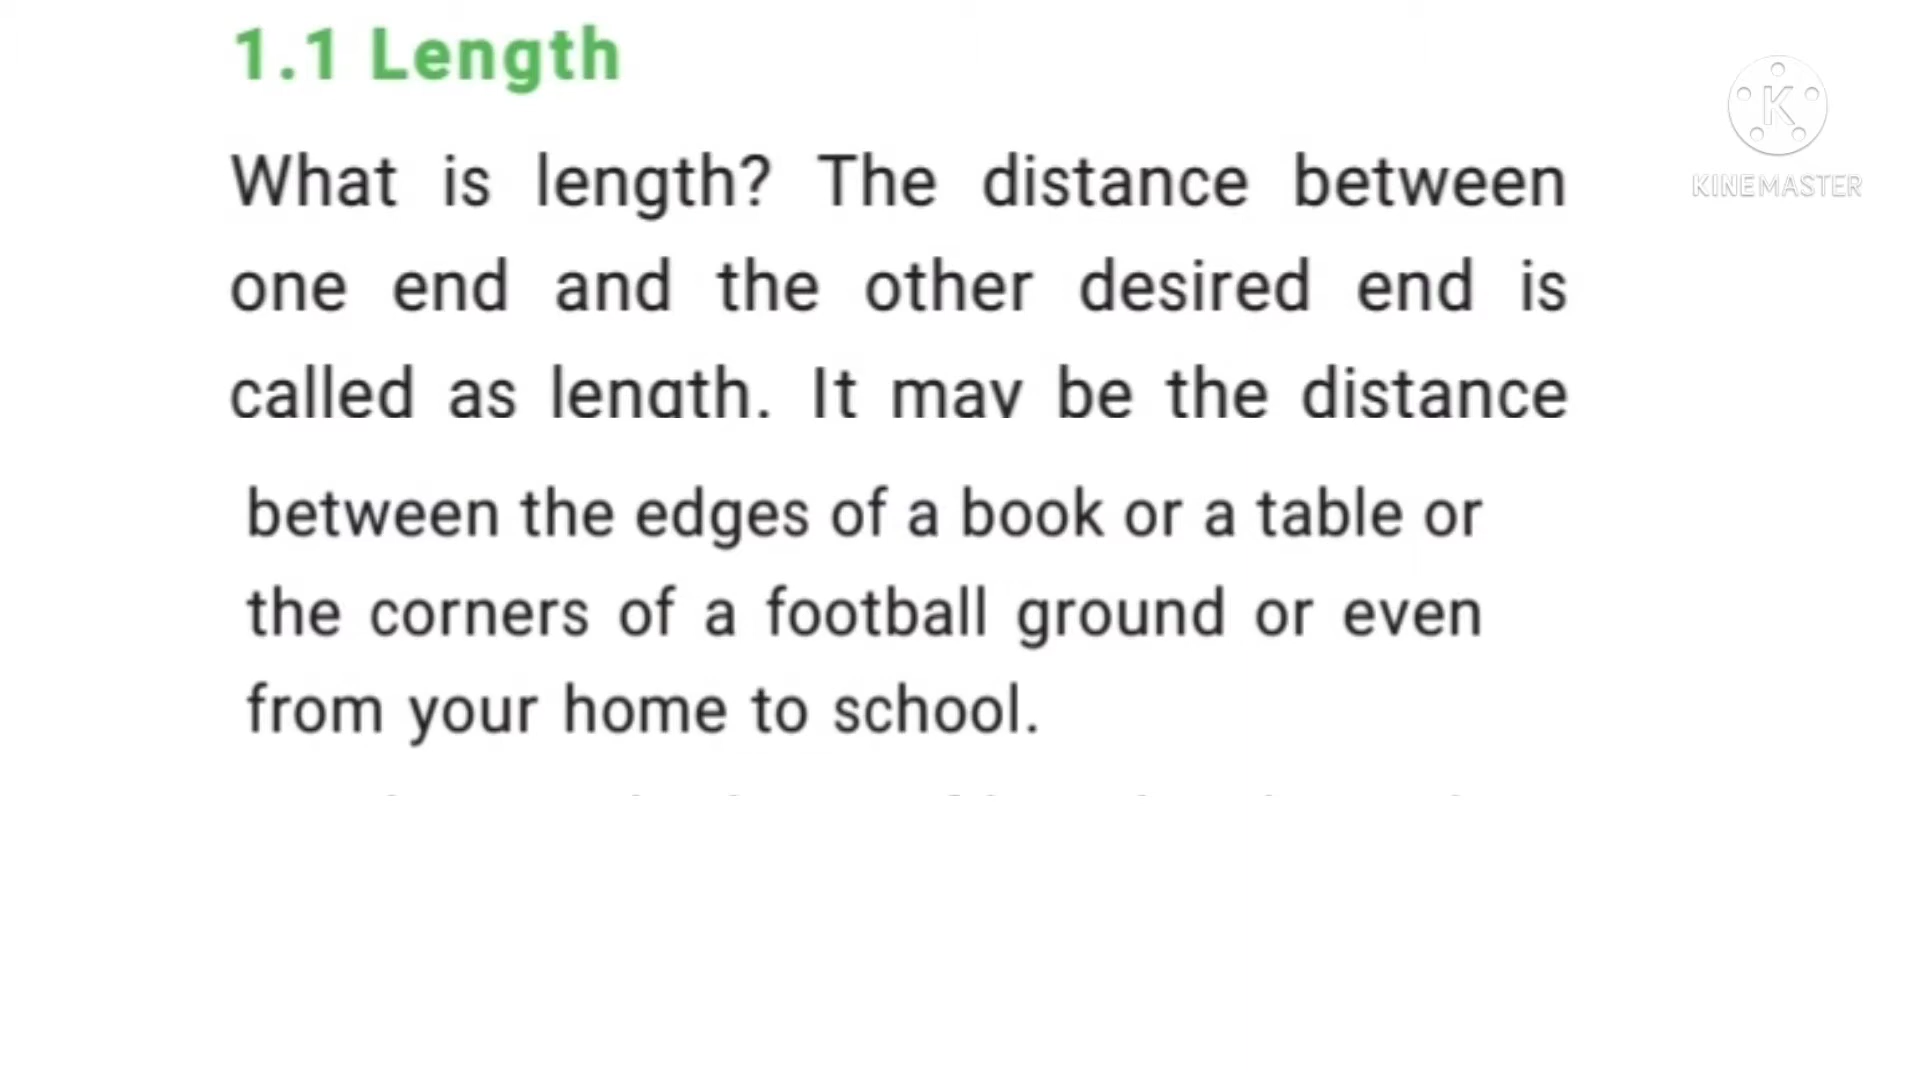 1.1 Length
What is length? The distance between
one end and the other desired end is
called as length. It may be the distance
between the edges of a book or a table or
the corners of a football ground or even
from your home to school.
K
KINEMASTER